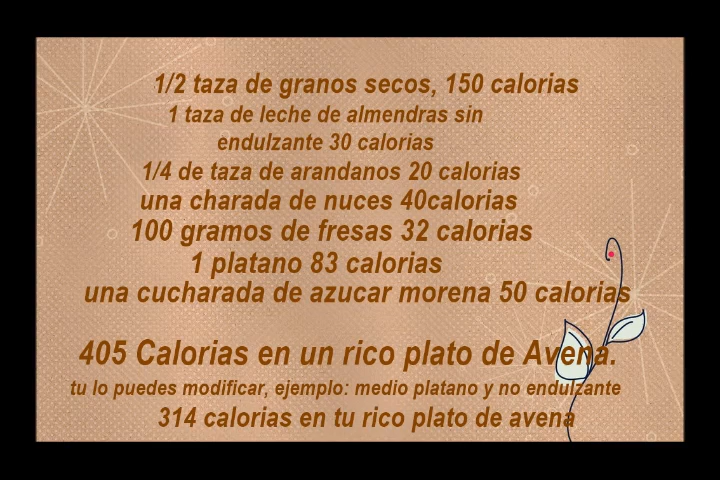 1/2 taza de granos secos, 150 calorias
1 taza de leche de almendras sin
endulzante 30 calorias
1/4 de taza de arandanos 20 calorias
una charada de nuces 40calorias
100 gramos de fresas 32 calorias
1 platano 83 calorias
una cucharada de azucar morena 50 calorias
405 Calorias en un rico plato de Avena.
tu lo puedes modificar, ejemplo: medio platano y no endulzante
314 calorias en tu rico plato de avena